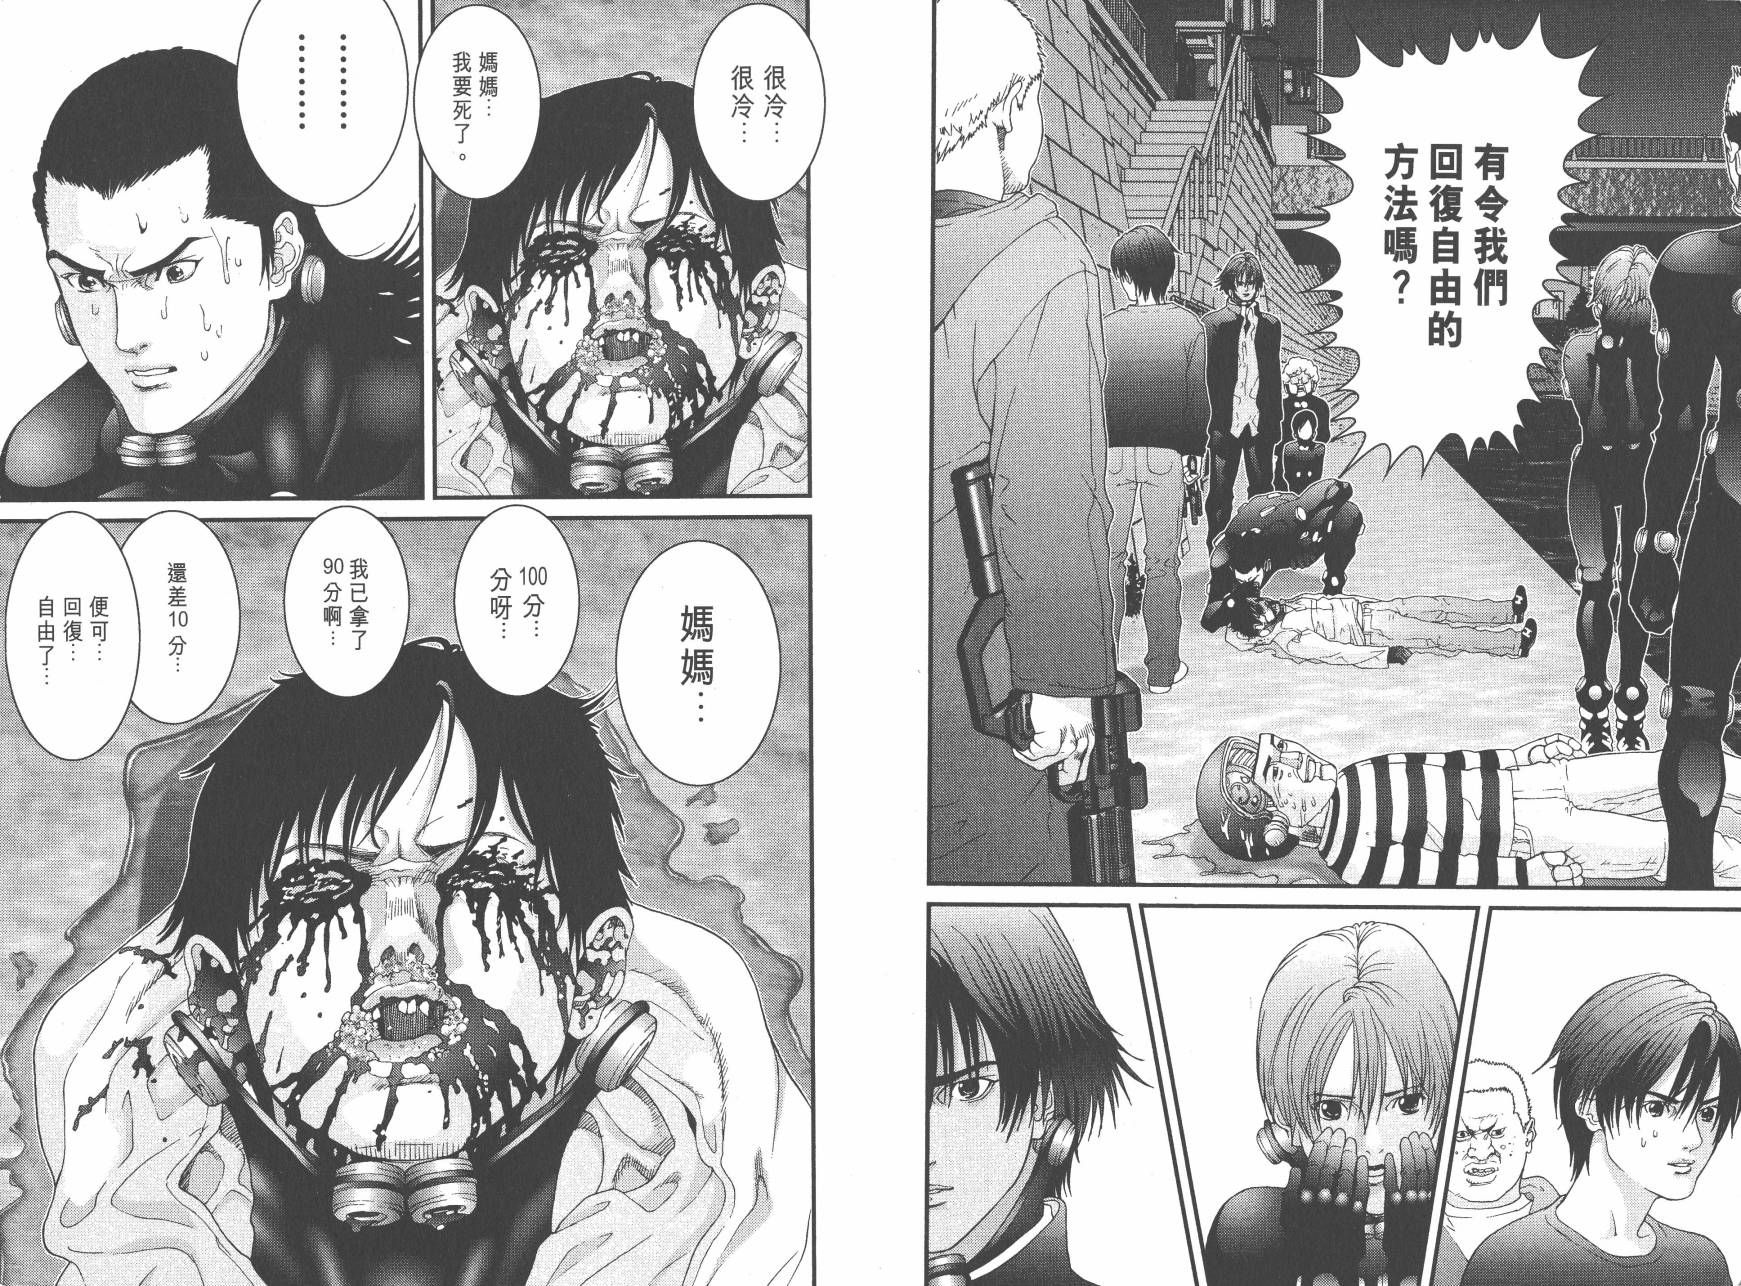 有令我們
回復自由的
方法嗎？
很冷…
很冷…
媽媽…
我要死了。
………
………
媽媽…
100分…
分呀…
我已拿了
90分啊…
還差10分…
便可…
回復…
自由了…